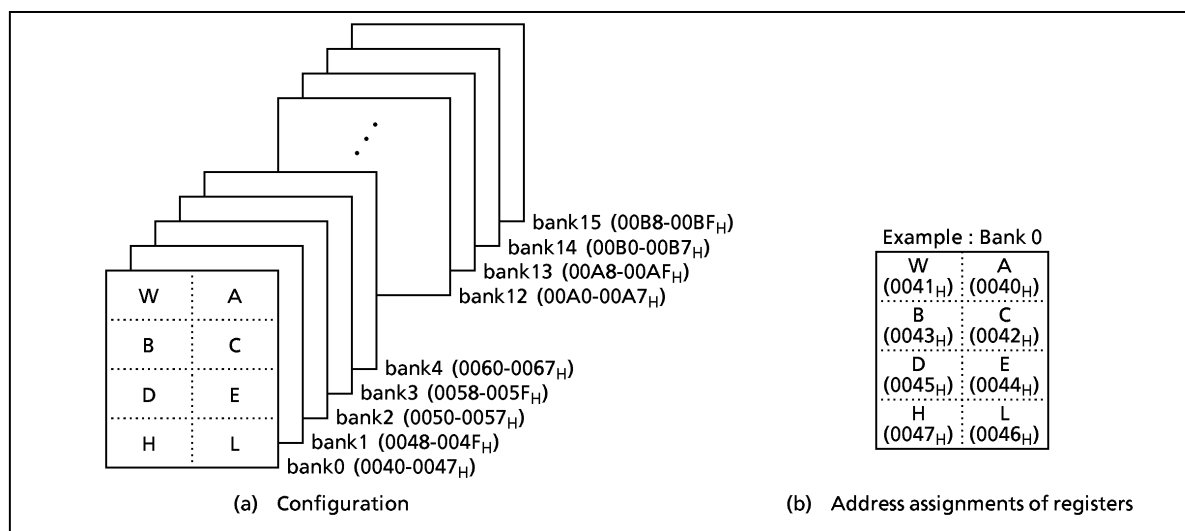 bank15 (00B8-00BFH)
bank14 (00B0-00B7H)
bank13 (00A8-00AFH)
bank12 (00A0-00A7H)
bank4 (0060-0067H)
bank3 (0058-005FH)
bank2 (0050-0057H)
bank1 (0048-004FH)
bank0 (0040-0047H)
W A
B C
D E
H L
(a) Configuration
Example : Bank 0
W A
(0041H) (0040H)
B C
(0043H) (0042H)
D E
(0045H) (0044H)
H L
(0047H) (0046H)
(b) Address assignments of registers